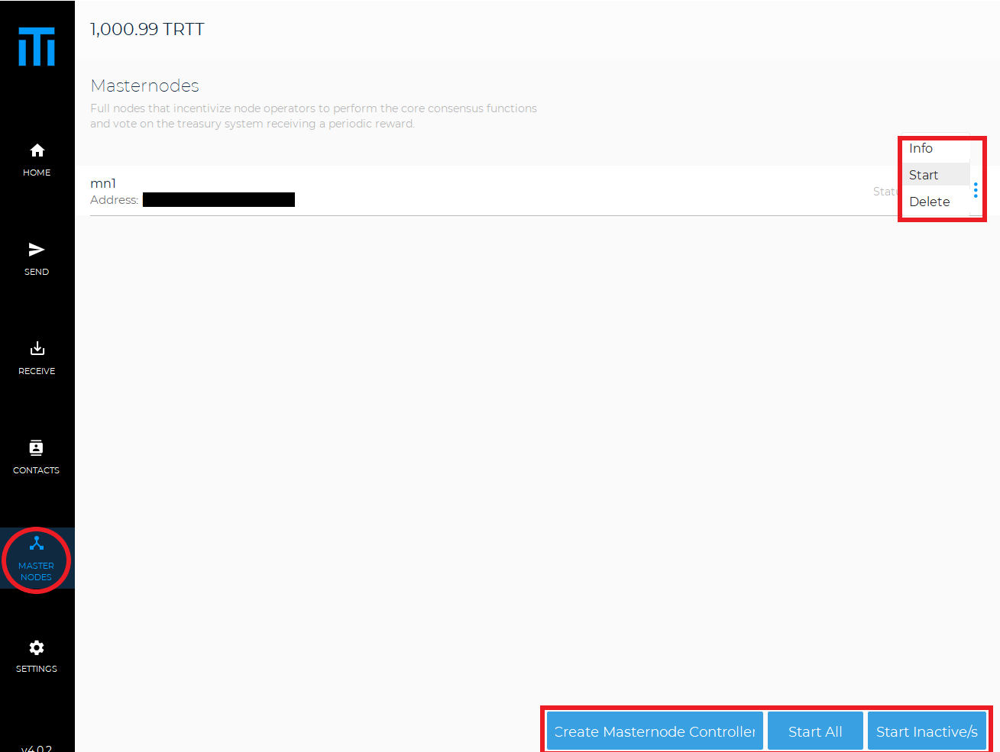 1,000.99 TRTT
Masternodes
Full nodes that incentivize node operators to perform the core consensus functions
and vote on the treasury system receiving a periodic reward.
Info
mn1
Start
Address:
Statu
Delete
HOME
SEND
RECEIVE
CONTACTS
MASTER
NODES
SETTINGS
v4.0.2
Create Masternode Controller
Start All
Start Inactive/s